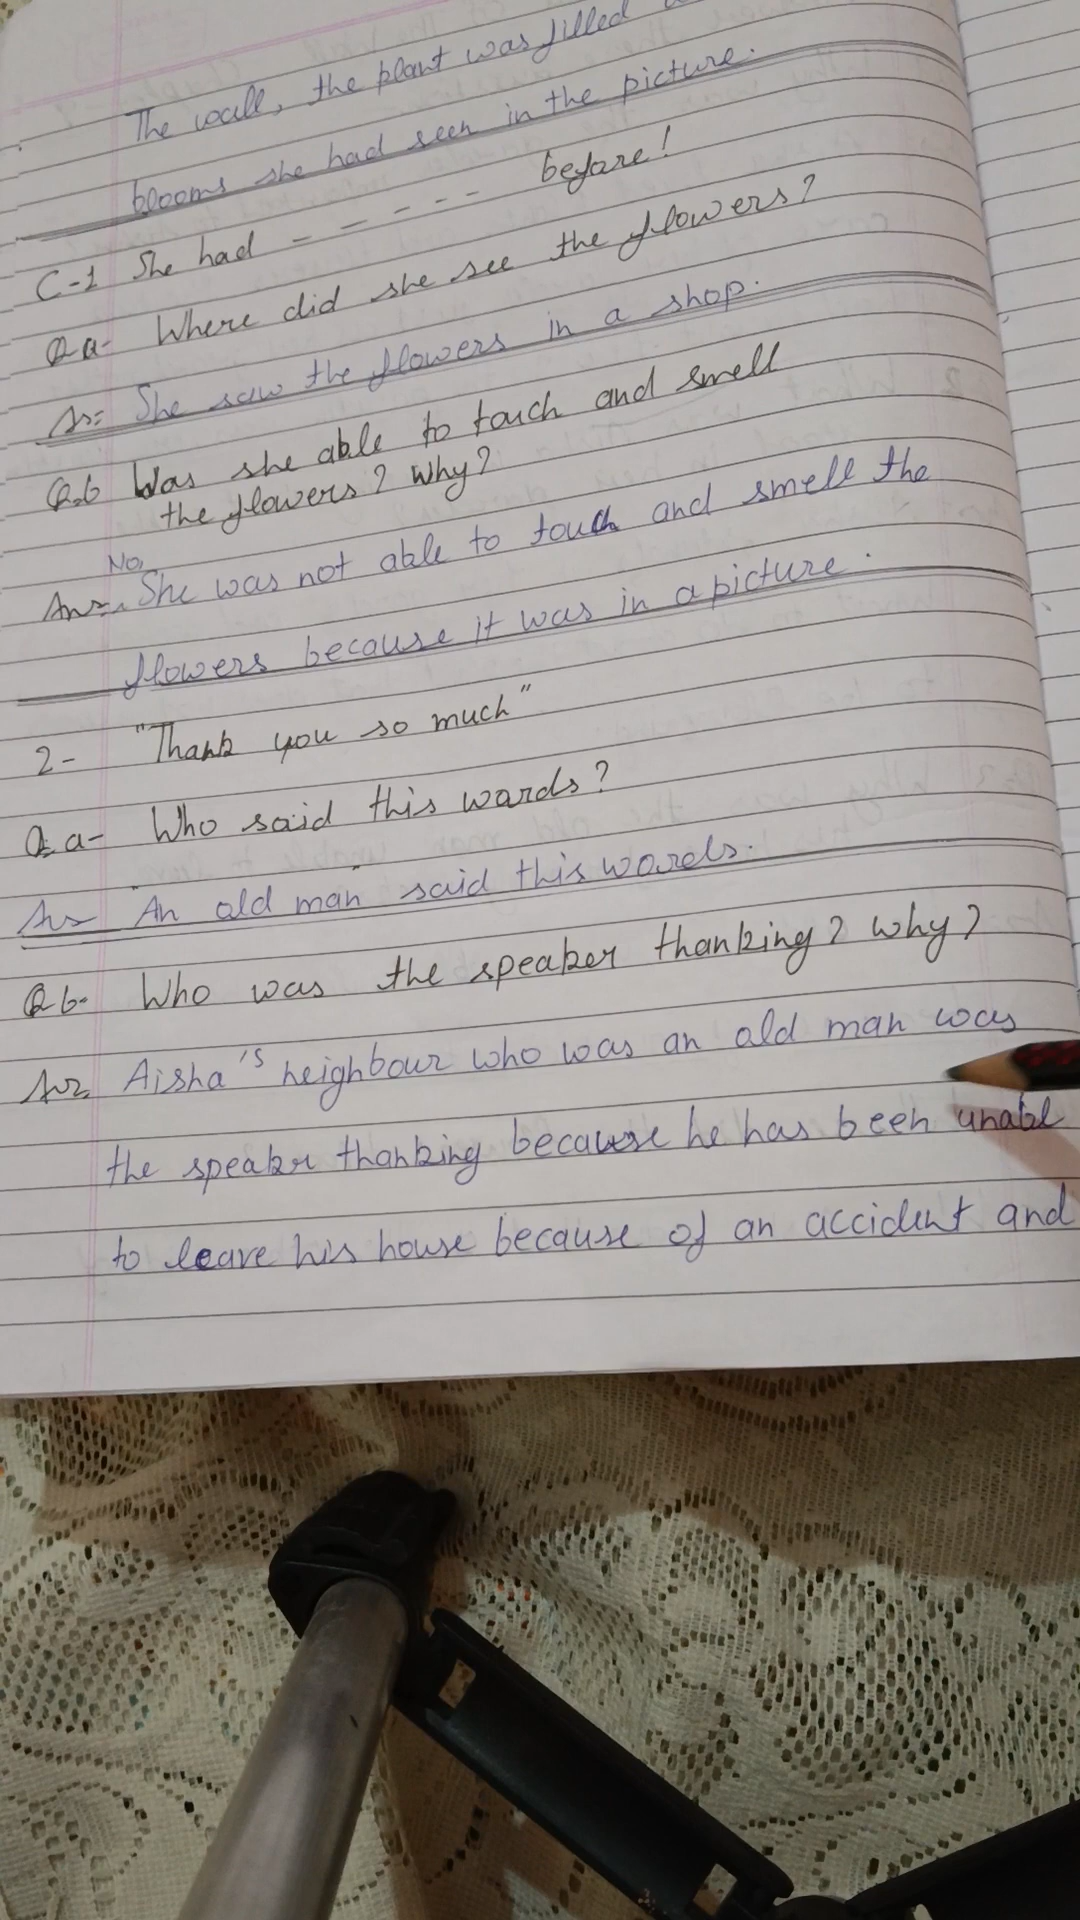 The wall, the plant was filled
blooms she had seen in the picture.
C-1 She had - - - - - before!
Q a- Where did she see the flowers?
Ans= She saw the flowers in a shop.
Q.b Was she able to touch and smell
the flowers? Why?
No,
Ans= She was not able to touch and smell the
flowers because it was in a picture.
2- "Thank you so much"
Q. a- Who said this words?
Ans An old man said this words.
Q b- Who was the speaker thanking? why?
Ans. Aisha's neighbour who was an old man was
the speaker thanking because he has been unabl
to leave his house because of an accident and